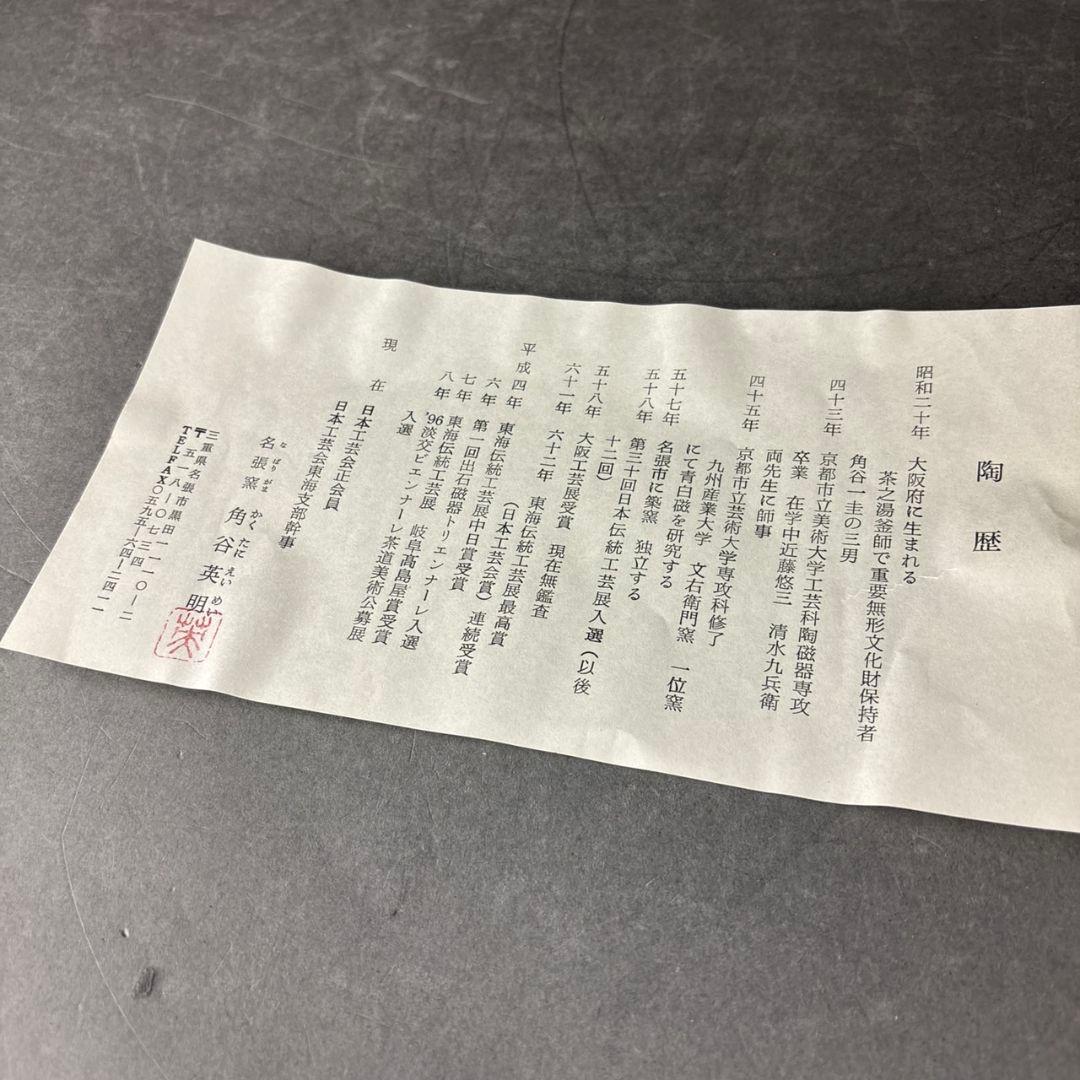 陶歴
昭和二十年 大阪府に生まれる
茶之湯釜師で重要無形文化財保持者
角谷一圭の三男
四十三年 京都市立美術大学工芸科陶磁器専攻
卒業 在学中近藤悠三 清水九兵衛
両先生に師事
四十五年 京都市立芸術大学専攻科修了
九州産業大学 文右衛門窯 一位窯
にて青白磁を研究する
五十七年 名張市に築窯 独立する
五十八年 第三十回日本伝統工芸展入選(以後
十二回)
五十八年 大阪工芸展受賞 現在無鑑査
六十一年 六十二年 東海伝統工芸展最高賞
(日本工芸会賞)連続受賞
平成四年 東海伝統工芸展中日賞受賞
六年 第一回出石磁器トリエンナーレ入選
七年 東海伝統工芸展 岐阜髙島屋賞受賞
八年 '96淡交ビエンナーレ茶道美術公募展
入選
現在 日本工芸会正会員
日本工芸会東海支部幹事
なばりがま かくたに えいめい
名張窯 角谷英明
三重県名張市黒田一一一〇一二
〒五一八一〇七三四
TELFAX〇五九五一六四一二四二一
英